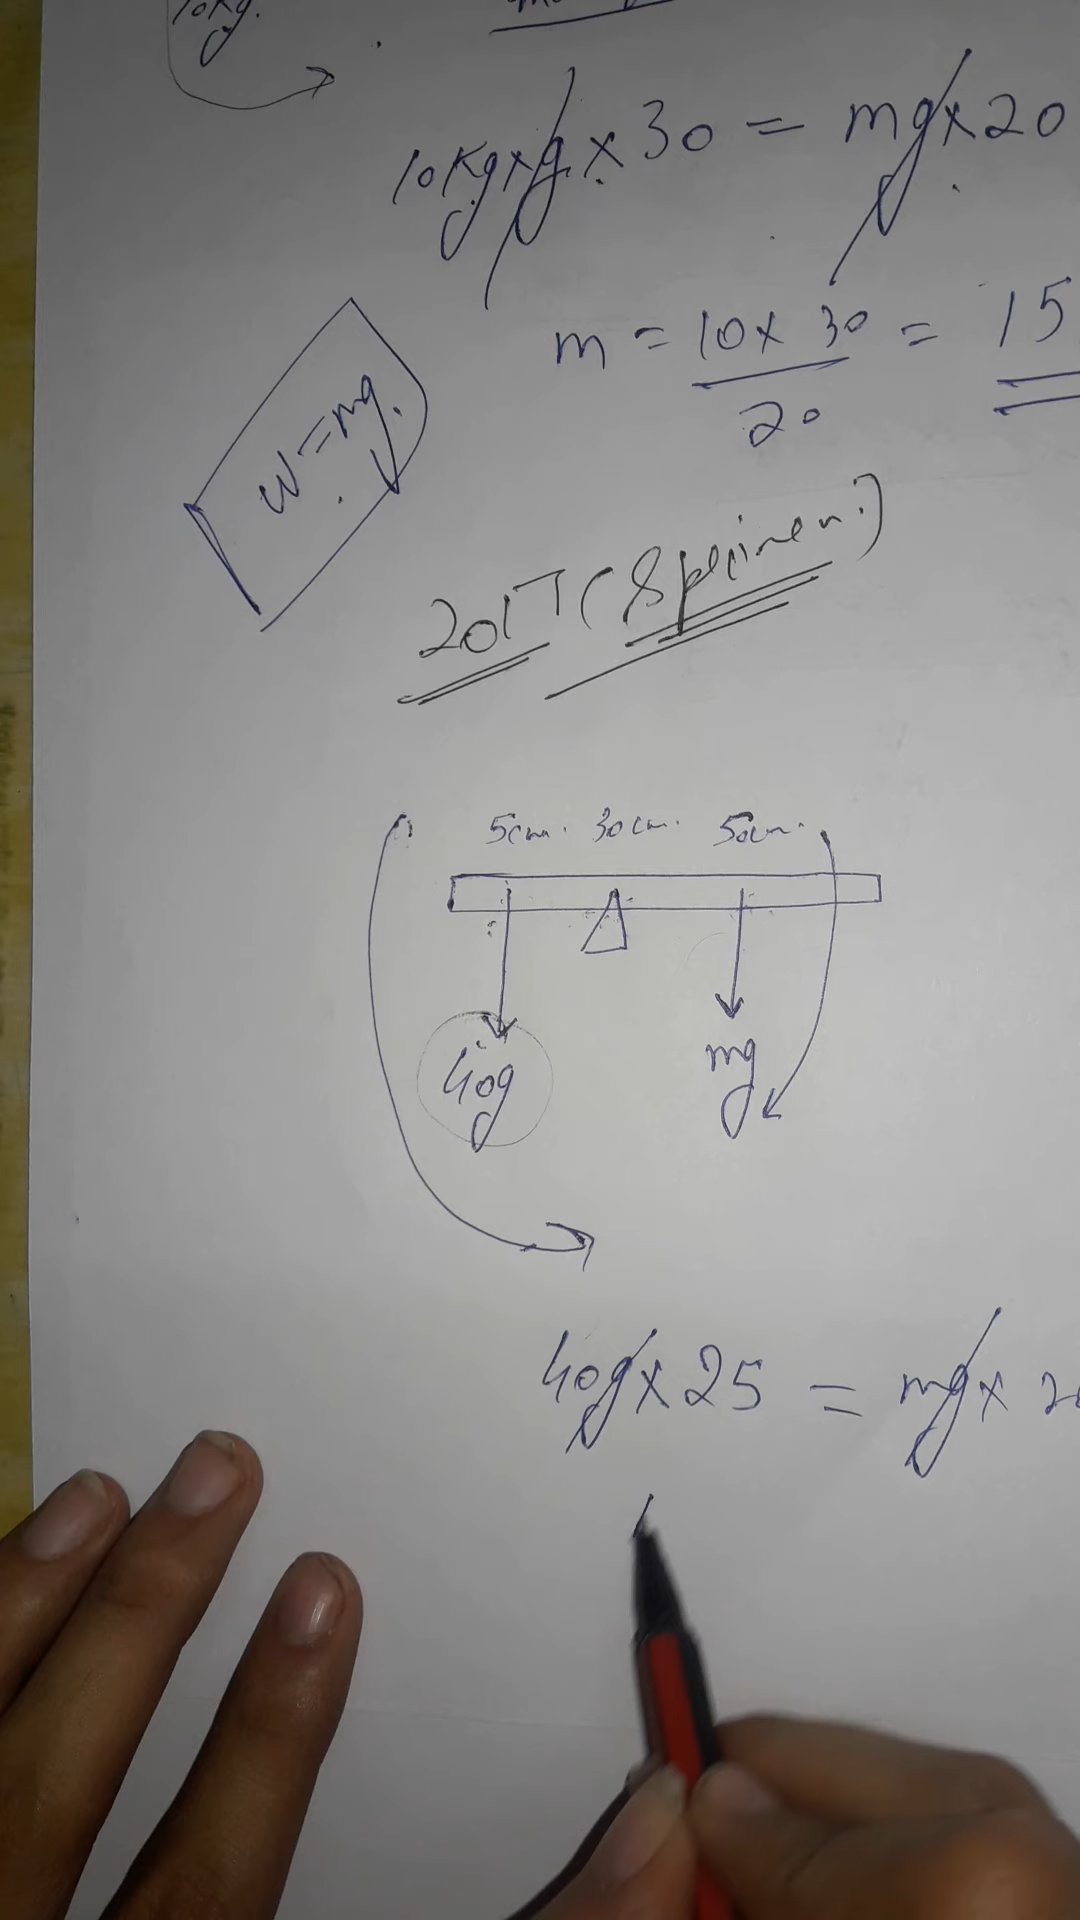 10kg.
10kg×g×30 = mg×20
m = 10×30 = 15
20
W=mg.
2017 (Specimen.)
5cm. 30cm. 50cm.
40g
mg
40g×25 = mg×